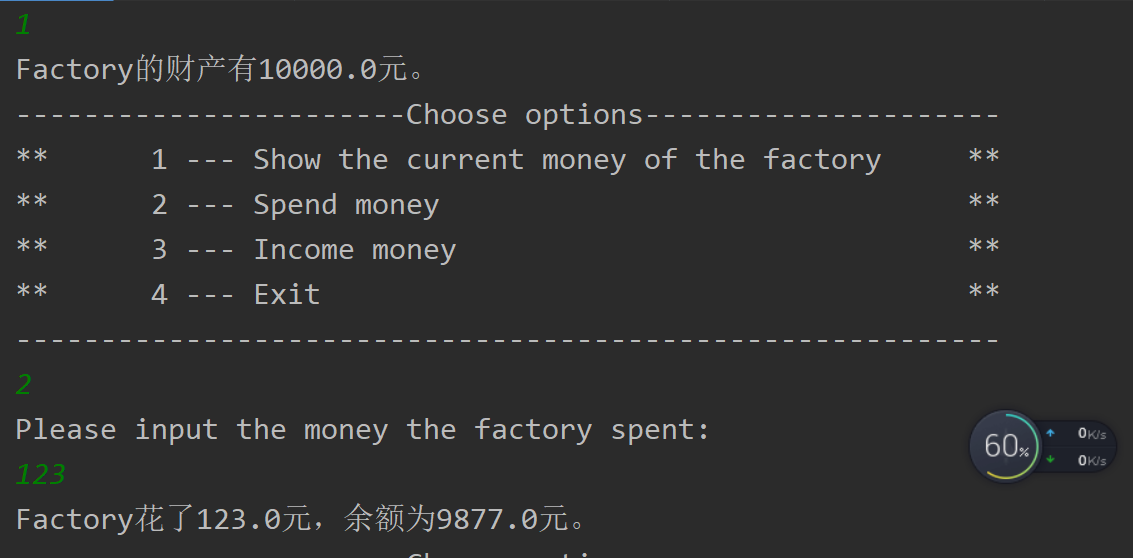 1
Factory的财产有10000.0元。
-----------------------Choose options---------------------
**      1 --- Show the current money of the factory     **
**      2 --- Spend money                               **
**      3 --- Income money                              **
**      4 --- Exit                                      **
----------------------------------------------------------
2
Please input the money the factory spent:
60%
0K/s
0K/s
123
Factory花了123.0元，余额为9877.0元。